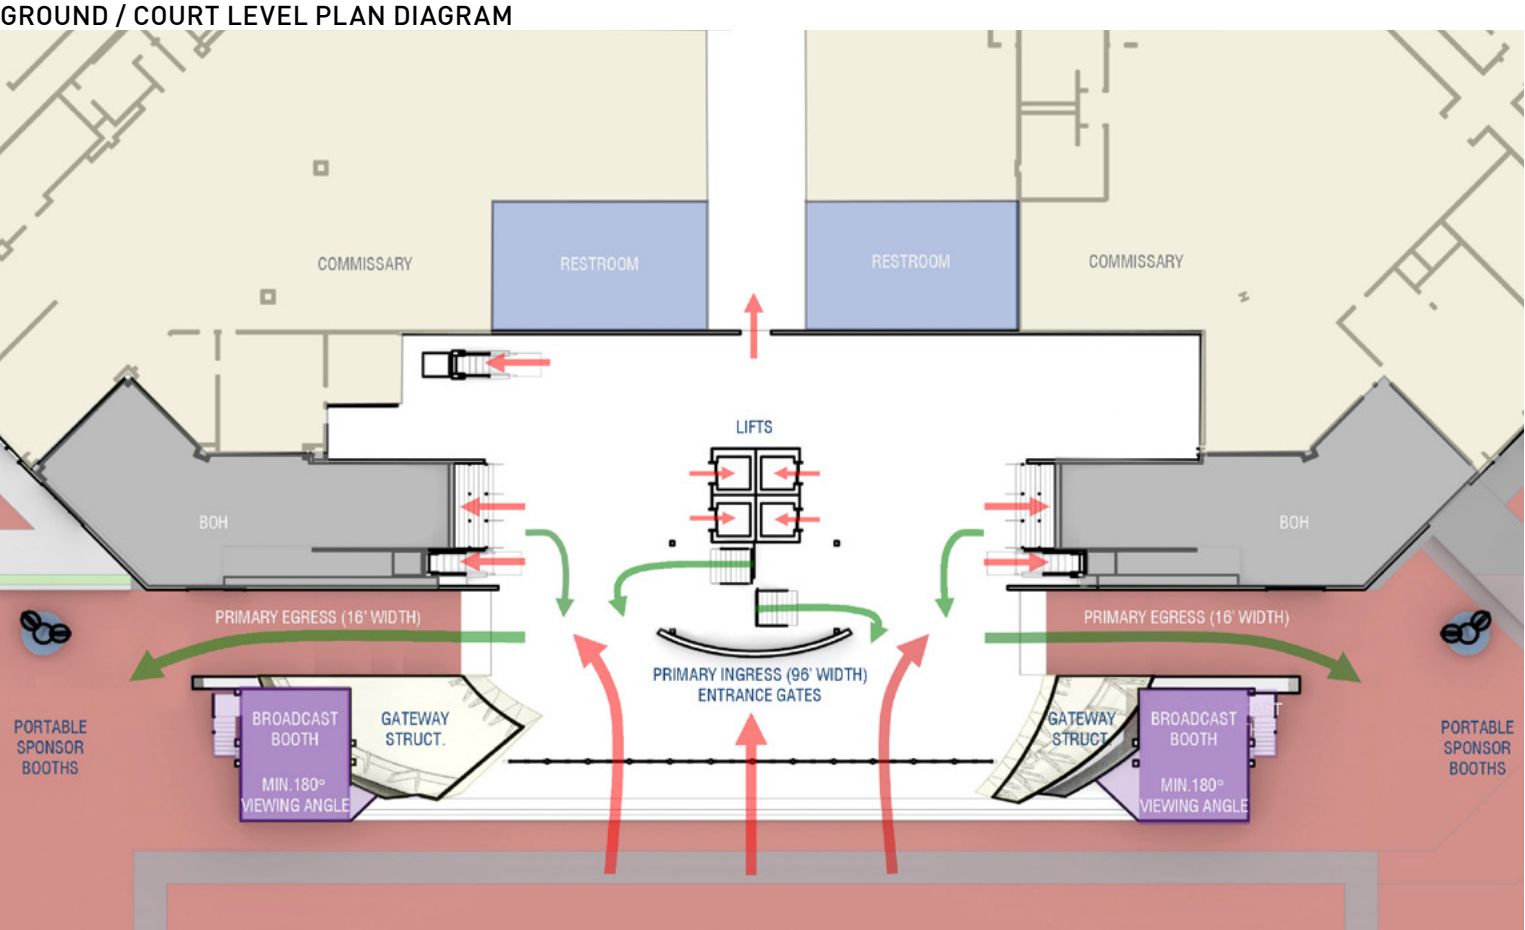 GROUND / COURT LEVEL PLAN DIAGRAM
COMMISSARY
RESTROOM
RESTROOM
COMMISSARY
LIFTS
BOH
BOH
PRIMARY EGRESS (16' WIDTH)
PRIMARY EGRESS (16' WIDTH)
PRIMARY INGRESS (96' WIDTH)
ENTRANCE GATES
PORTABLE
SPONSOR
BOOTHS
BROADCAST
BOOTH
MIN.180°
VIEWING ANGLE
GATEWAY
STRUCT.
GATEWAY
STRUCT.
BROADCAST
BOOTH
MIN.180°
VIEWING ANGLE
PORTABLE
SPONSOR
BOOTHS